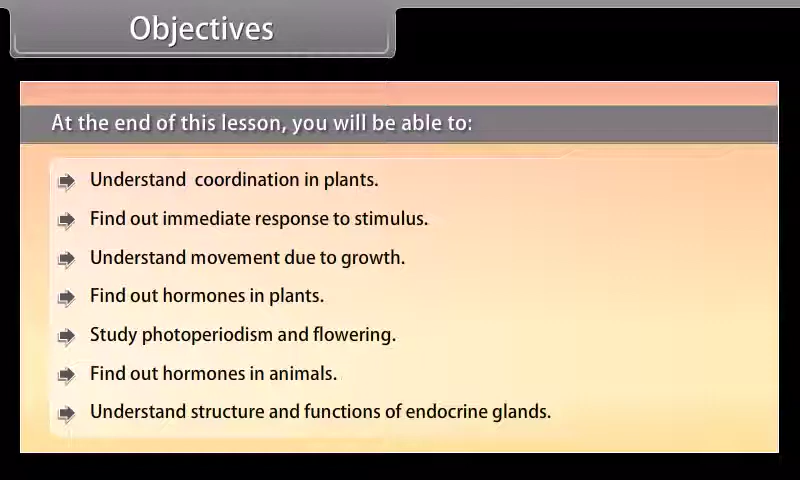 Objectives
At the end of this lesson, you will be able to:
Understand coordination in plants.
Find out immediate response to stimulus.
Understand movement due to growth.
Find out hormones in plants.
Study photoperiodism and flowering.
Find out hormones in animals.
Understand structure and functions of endocrine glands.